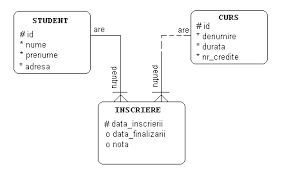 STUDENT
# id
* nume
* prenume
* adresa
CURS
# id
* denumire
* durata
* nr_credite
are
are
pentru
pentru
INSCRIERE
# data_inscrierii
o data_finalizarii
o nota